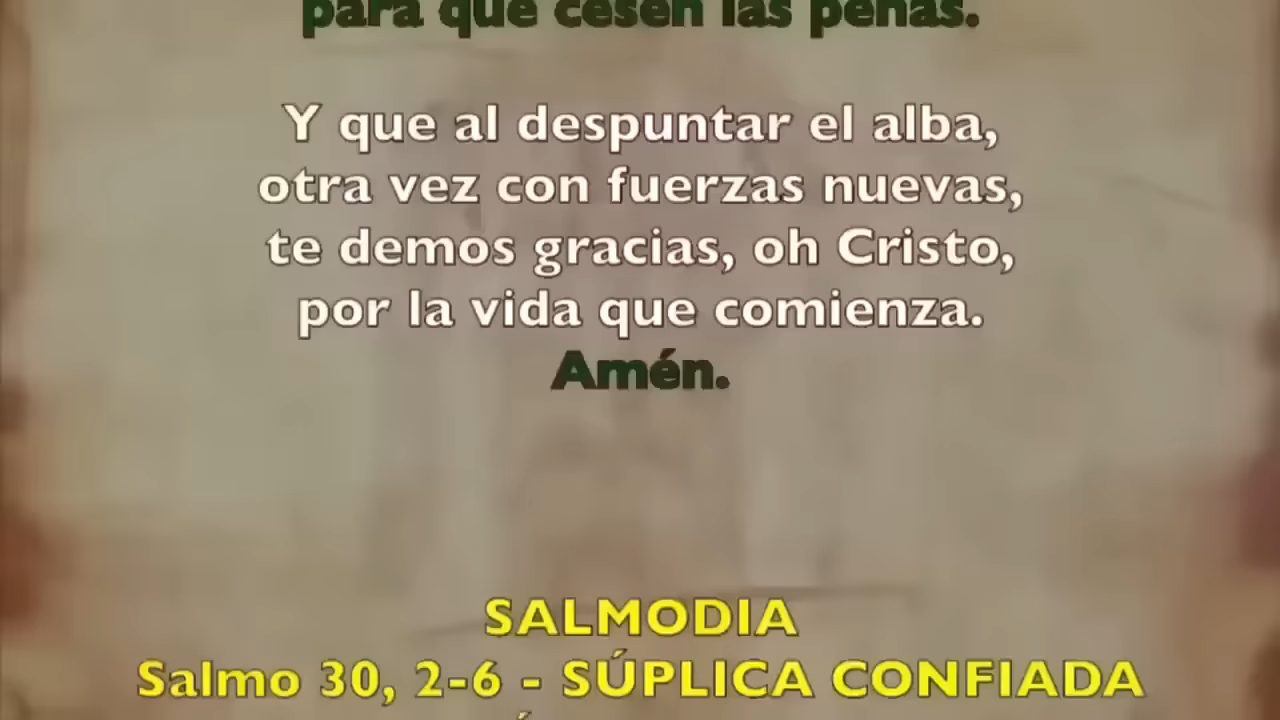 para que cesen las penas.
Y que al despuntar el alba,
otra vez con fuerzas nuevas,
te demos gracias, oh Cristo,
por la vida que comienza.
Amén.
SALMODIA
Salmo 30, 2-6 - SÚPLICA CONFIADA